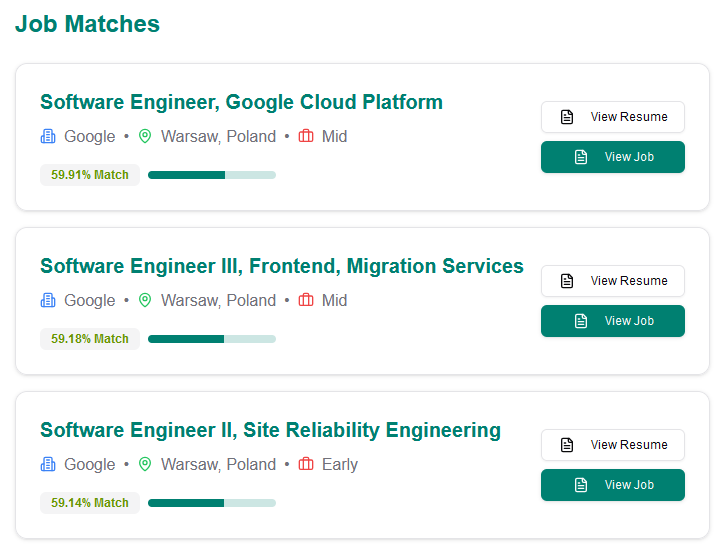 Job Matches
Software Engineer, Google Cloud Platform
Google • Warsaw, Poland • Mid
59.91% Match
View Resume
View Job
Software Engineer III, Frontend, Migration Services
Google • Warsaw, Poland • Mid
59.18% Match
View Resume
View Job
Software Engineer II, Site Reliability Engineering
Google • Warsaw, Poland • Early
59.14% Match
View Resume
View Job